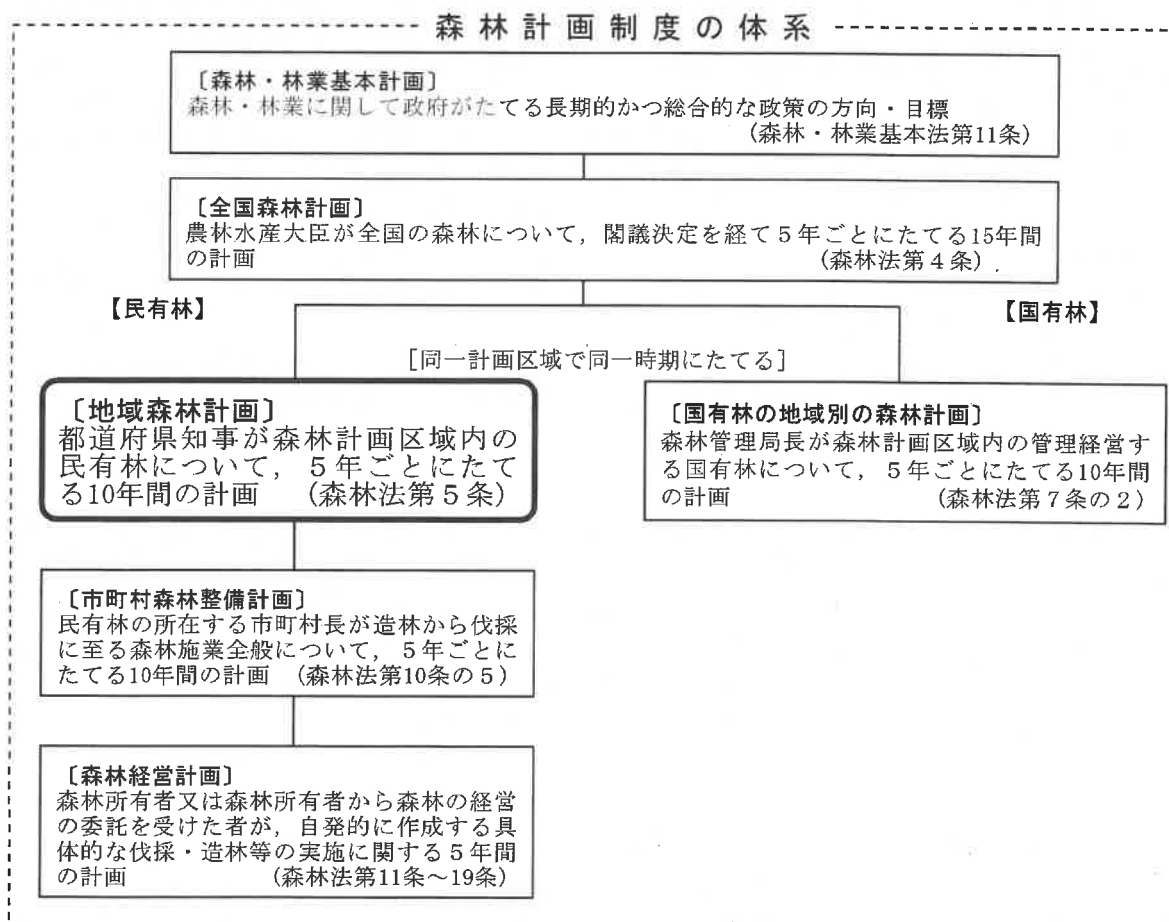 森林計画制度の体系
〔森林・林業基本計画〕
森林・林業に関して政府がたてる長期的かつ総合的な政策の方向・目標
(森林・林業基本法第11条)
〔全国森林計画〕
農林水産大臣が全国の森林について，閣議決定を経て５年ごとにたてる15年間
の計画　(森林法第４条)．
【民有林】
【国有林】
[同一計画区域で同一時期にたてる]
〔地域森林計画〕
都道府県知事が森林計画区域内の
民有林について，５年ごとにたて
る10年間の計画　(森林法第５条)
〔国有林の地域別の森林計画〕
森林管理局長が森林計画区域内の管理経営す
る国有林について，５年ごとにたてる10年間
の計画　(森林法第７条の２)
〔市町村森林整備計画〕
民有林の所在する市町村長が造林から伐採
に至る森林施業全般について，５年ごとに
たてる10年間の計画　(森林法第10条の５)
〔森林経営計画〕
森林所有者又は森林所有者から森林の経営
の委託を受けた者が，自発的に作成する具
体的な伐採・造林等の実施に関する５年間
の計画　(森林法第11条～19条)